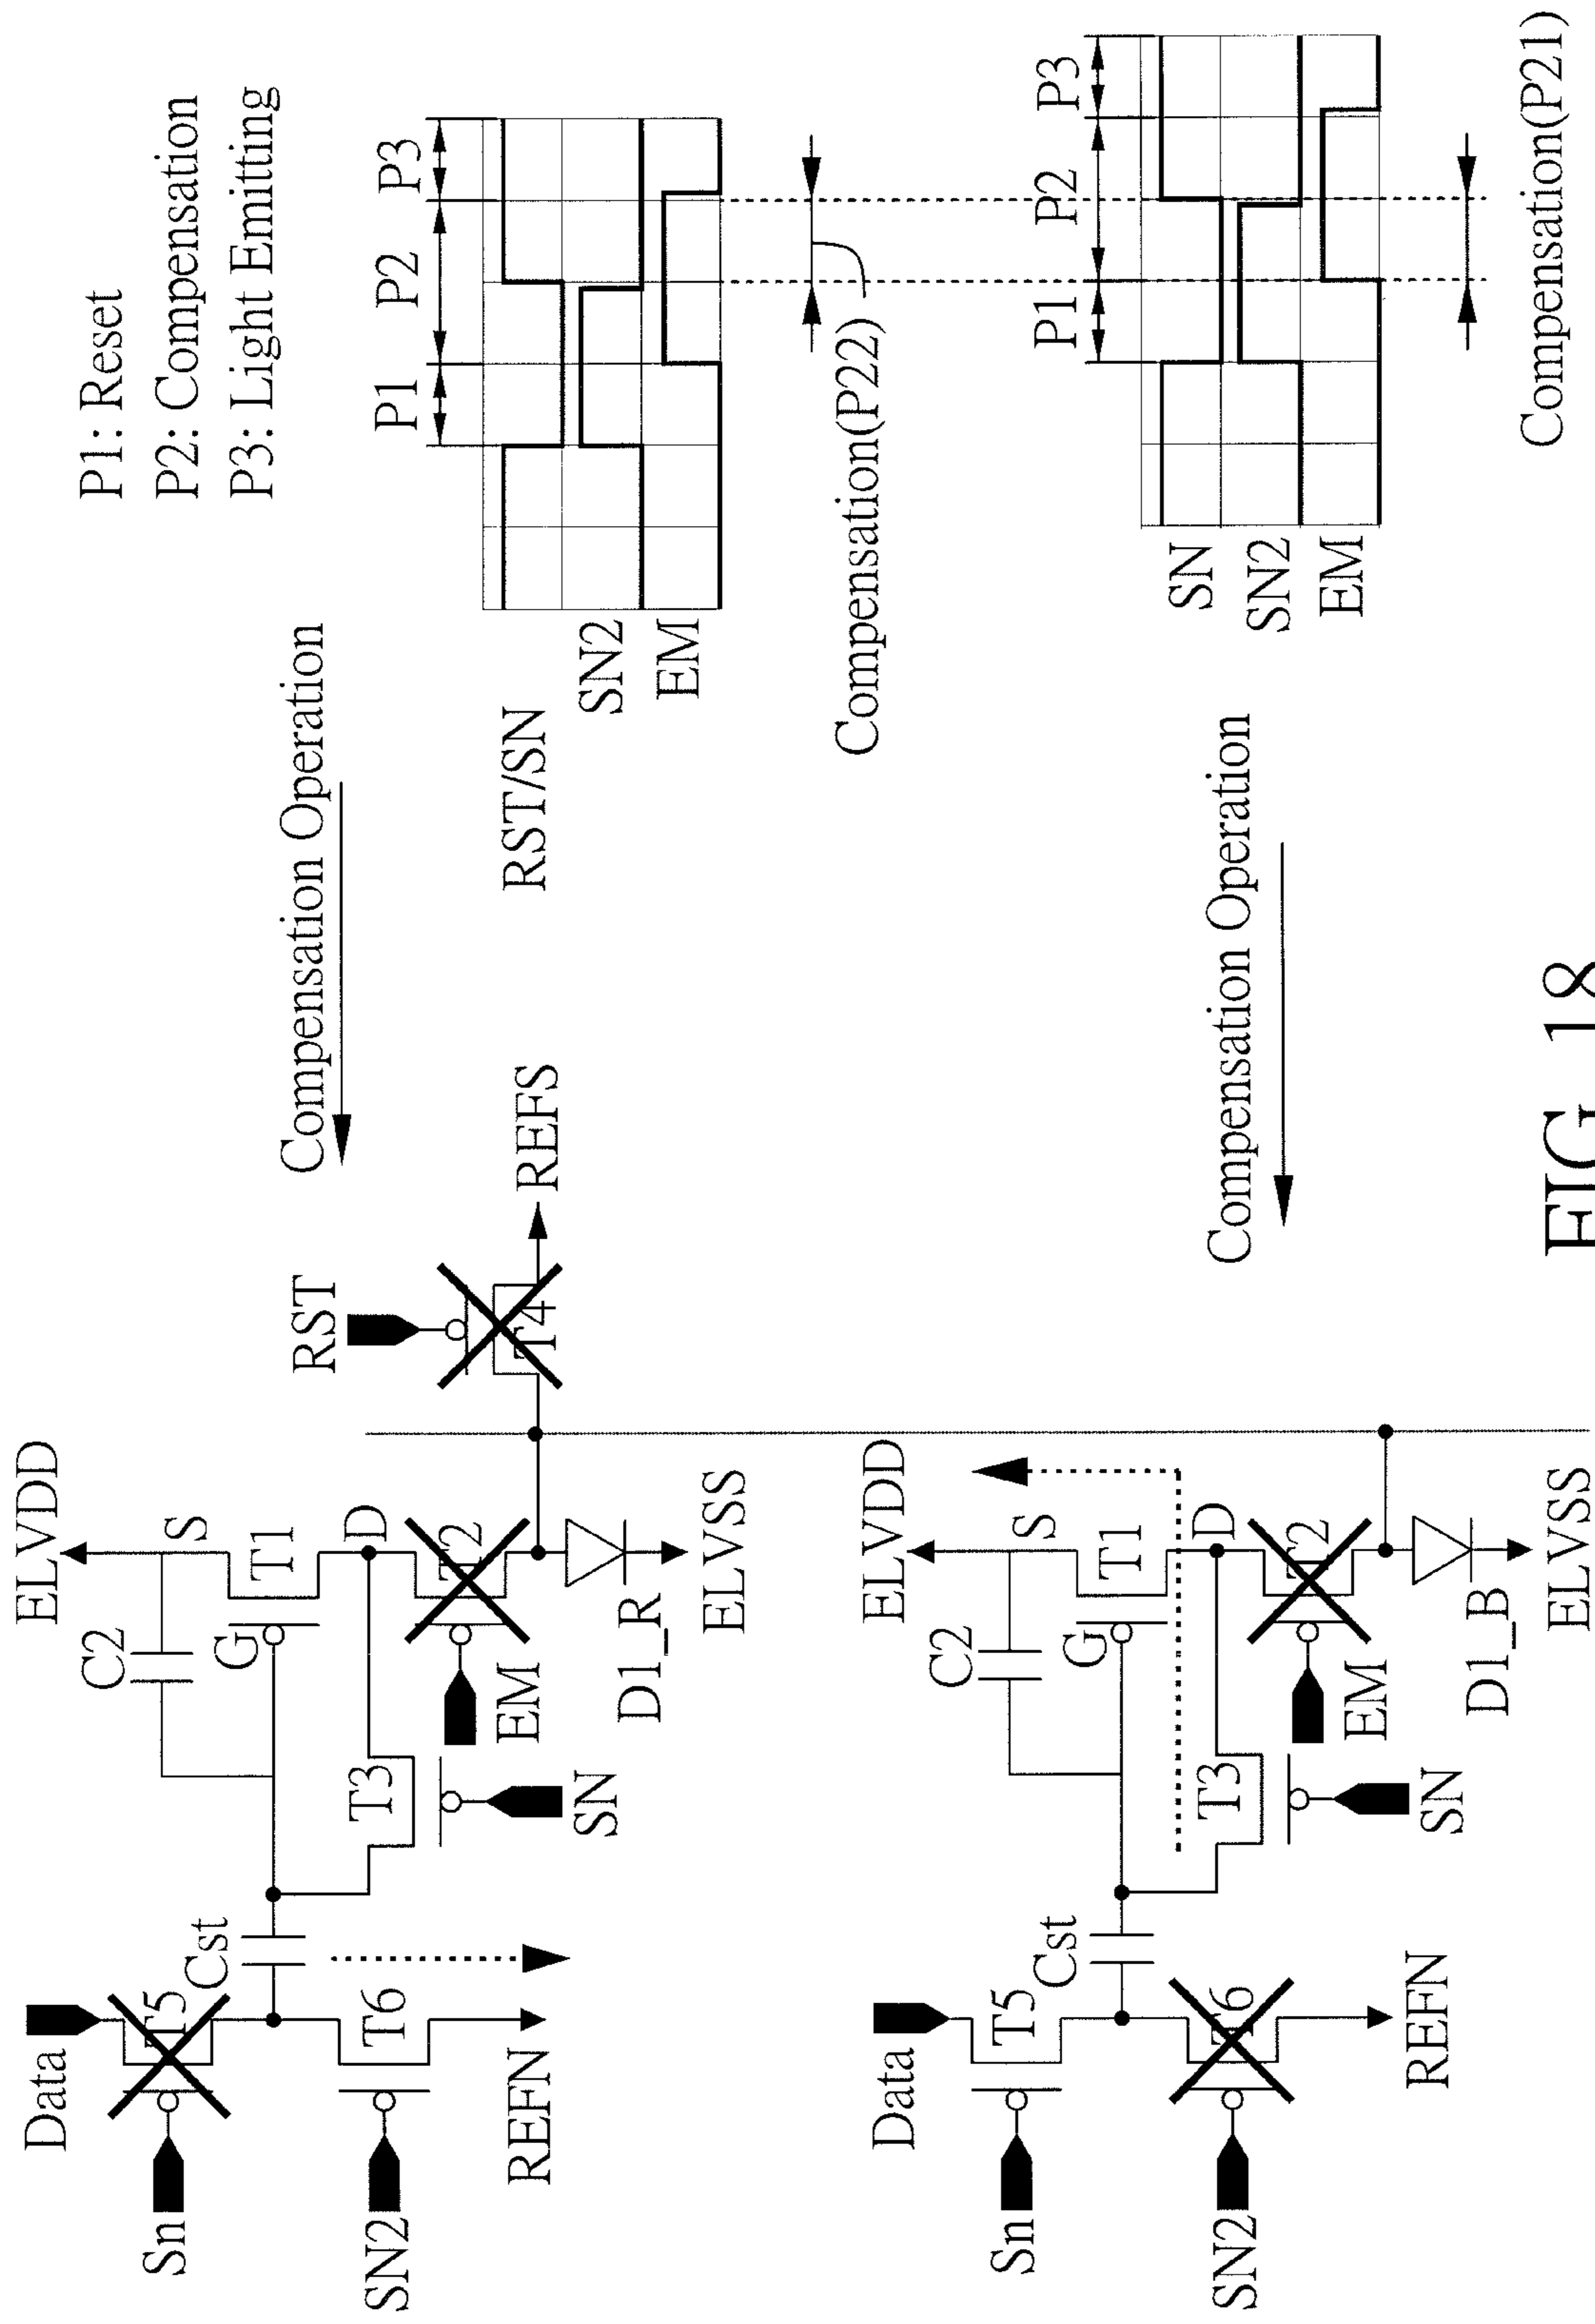 P1: Reset
P2: Compensation
P3: Light Emitting
Compensation Operation
RST/SN
SN2
EM
P1
P2
P3
Compensation(P22)
Data
Sn
T5
SN2
T6
REFN
Cst
C2
G
ELVDD
S
T1
D
T3
SN
EM
T2
D1_R
ELVSS
RST
T4
REFS
Compensation Operation
SN
SN2
EM
P1
P2
P3
Compensation(P21)
Data
Sn
T5
SN2
T6
REFN
Cst
C2
G
ELVDD
S
T1
D
T3
SN
EM
T2
D1_B
ELVSS
FIG. 18